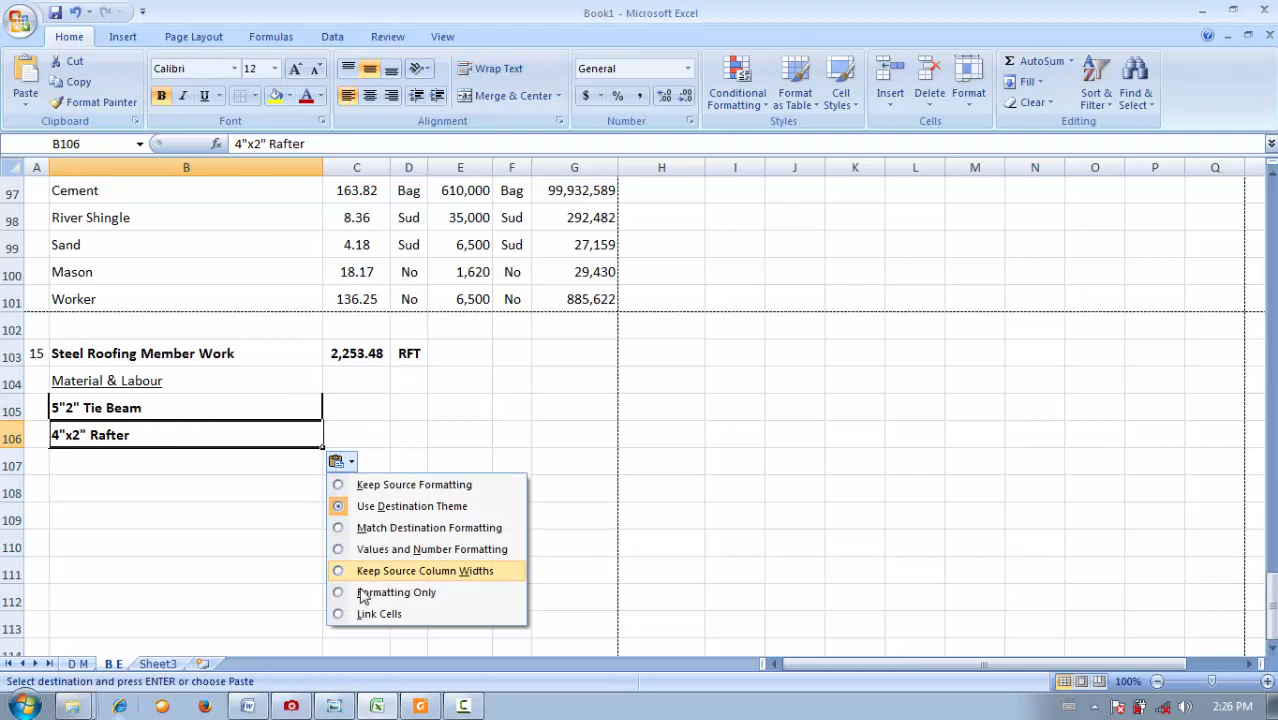 Book1 - Microsoft Excel
Home Insert Page Layout Formulas Data Review View
Paste
Cut
Copy
Format Painter
Clipboard
Calibri 12
B I U
Font
Wrap Text
Merge & Center
Alignment
General
$ % ,
Number
Conditional Formatting
Format as Table
Cell Styles
Styles
Insert Delete Format
Cells
AutoSum
Fill
Clear
Sort & Filter
Find & Select
Editing
B106 fx 4"x2" Rafter
A B C D E F G H I J K L M N O P Q
97 Cement 163.82 Bag 610,000 Bag 99,932,589
98 River Shingle 8.36 Sud 35,000 Sud 292,482
99 Sand 4.18 Sud 6,500 Sud 27,159
100 Mason 18.17 No 1,620 No 29,430
101 Worker 136.25 No 6,500 No 885,622
102
103 15 Steel Roofing Member Work 2,253.48 RFT
104 Material & Labour
105 5"2" Tie Beam
106 4"x2" Rafter
107
108
109
110
111
112
113
114
Keep Source Formatting
Use Destination Theme
Match Destination Formatting
Values and Number Formatting
Keep Source Column Widths
Formatting Only
Link Cells
D M B E Sheet3
Select destination and press ENTER or choose Paste 100%
2:26 PM